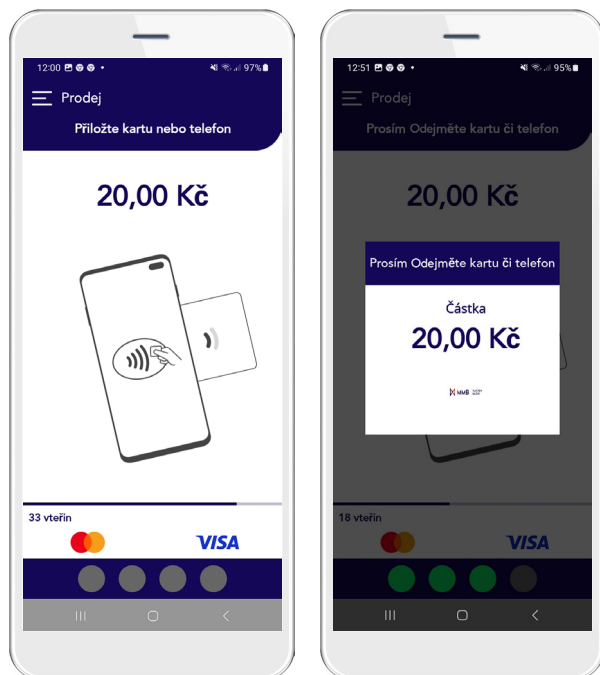 12:00
97%
Prodej
Přiložte kartu nebo telefon
20,00 Kč
33 vteřin
VISA
12:51
95%
Prodej
Prosím Odejměte kartu či telefon
20,00 Kč
Prosím Odejměte kartu či telefon
Částka
20,00 Kč
MMB
18 vteřin
VISA